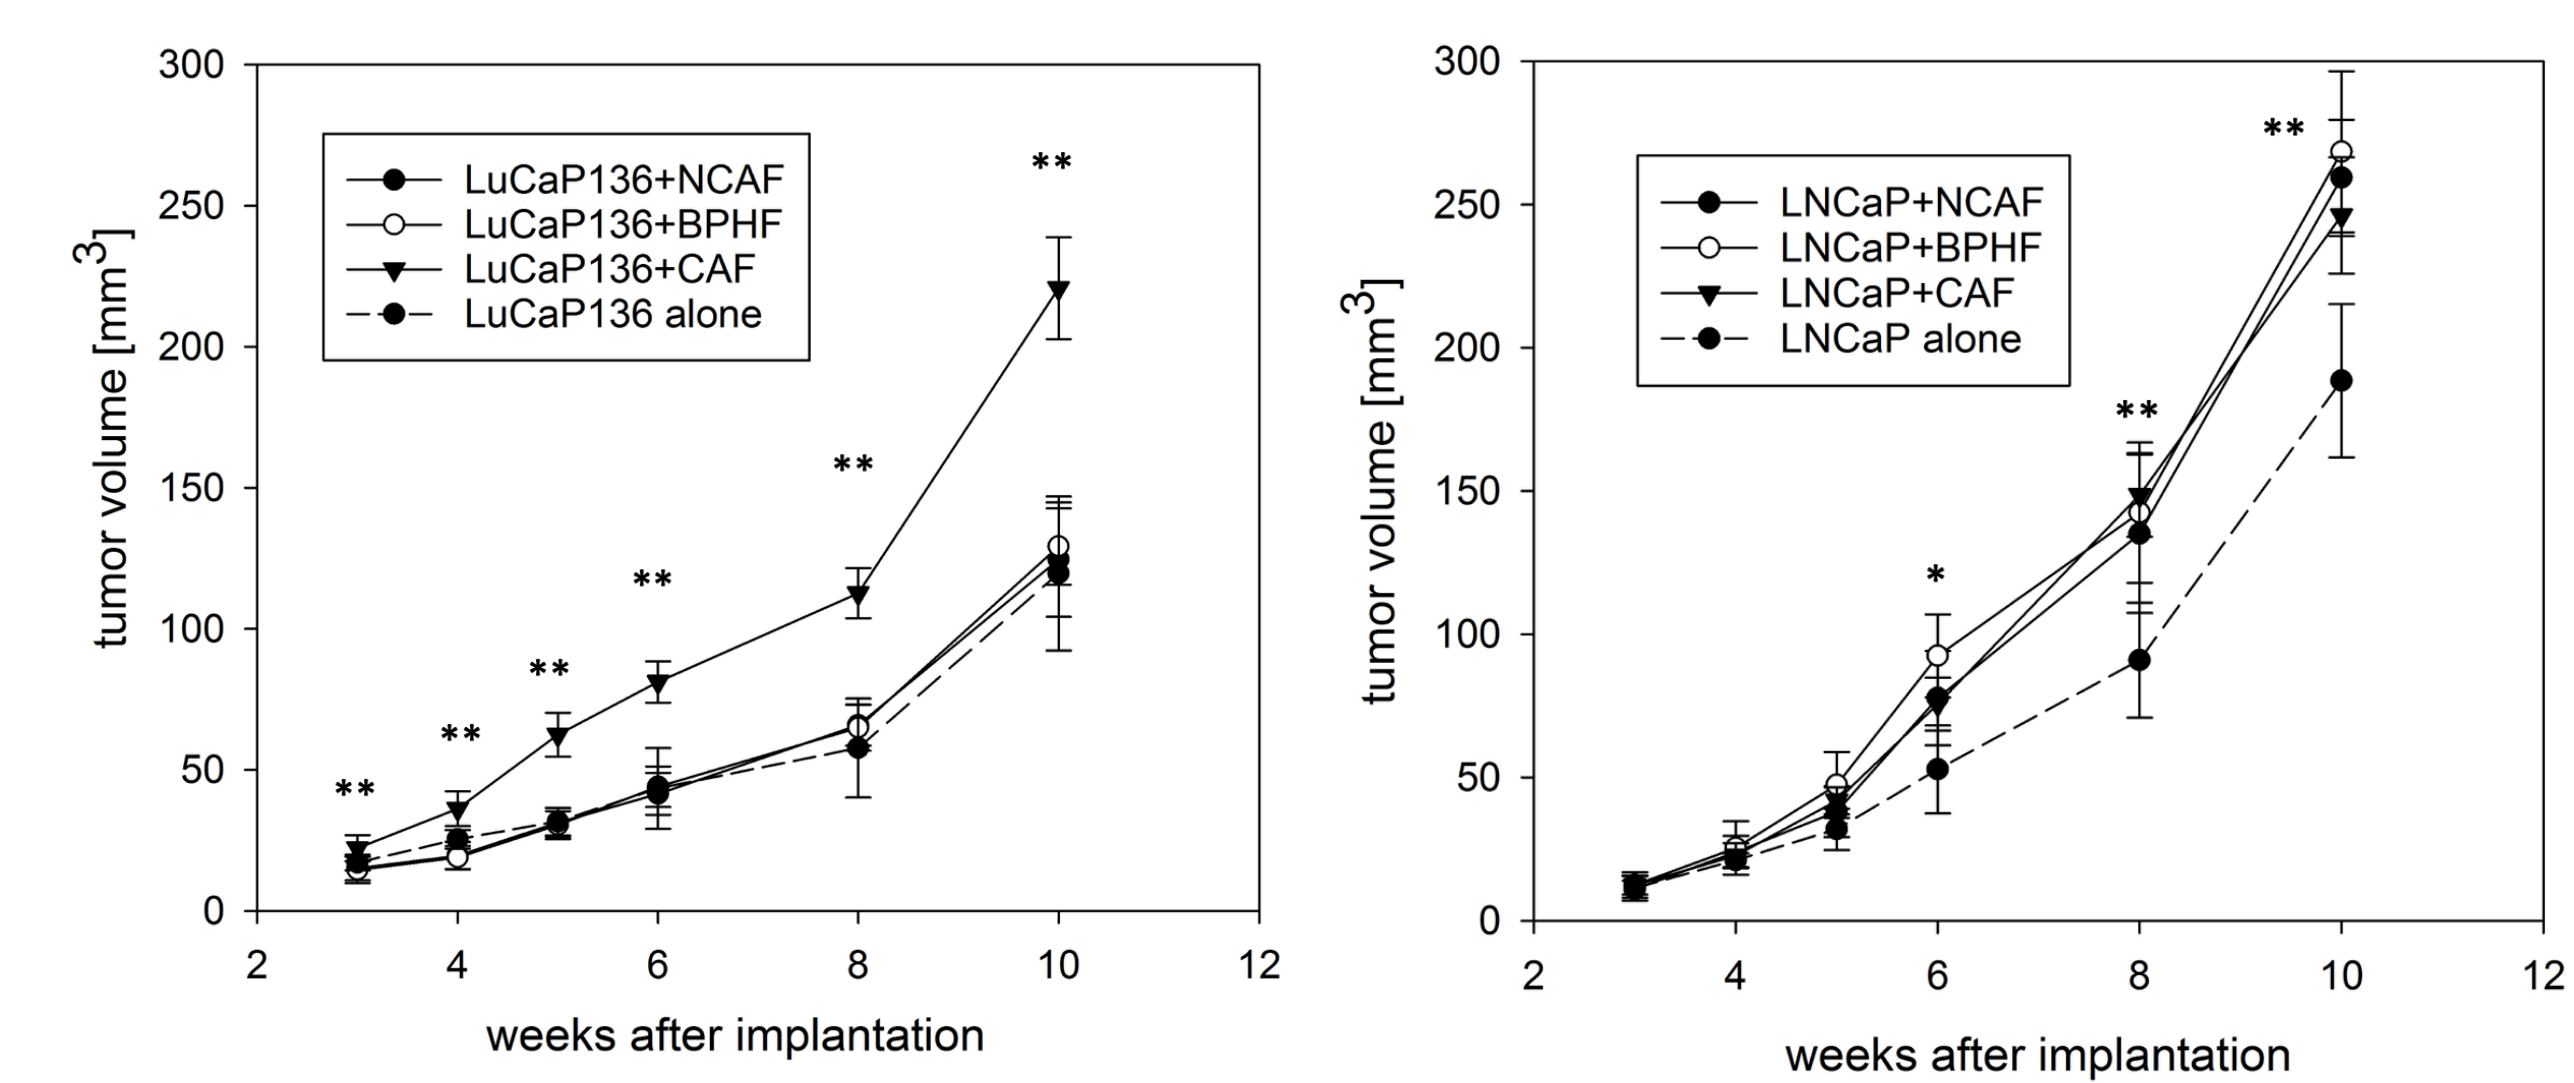 300
250
200
150
100
50
0
tumor volume [mm3]
LuCaP136+NCAF
LuCaP136+BPHF
LuCaP136+CAF
LuCaP136 alone
**
**
**
**
**
**
2 4 6 8 10 12
weeks after implantation
300
250
200
150
100
50
0
tumor volume [mm3]
LNCaP+NCAF
LNCaP+BPHF
LNCaP+CAF
LNCaP alone
*
**
**
2 4 6 8 10 12
weeks after implantation